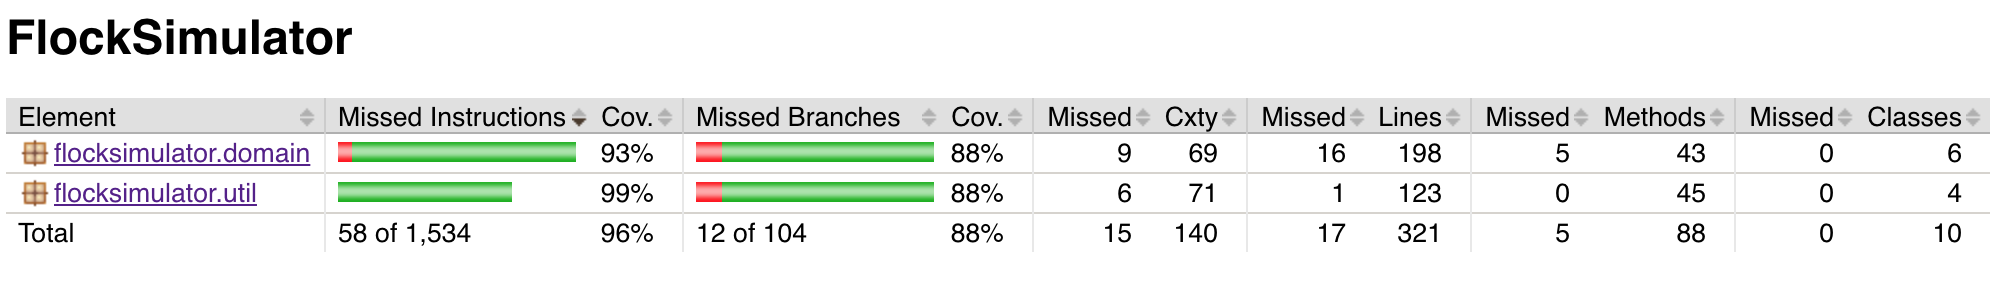 FlockSimulator
Element Missed Instructions Cov. Missed Branches Cov. Missed Cxty Missed Lines Missed Methods Missed Classes
flocksimulator.domain 93% 88% 9 69 16 198 5 43 0 6
flocksimulator.util 99% 88% 6 71 1 123 0 45 0 4
Total 58 of 1,534 96% 12 of 104 88% 15 140 17 321 5 88 0 10